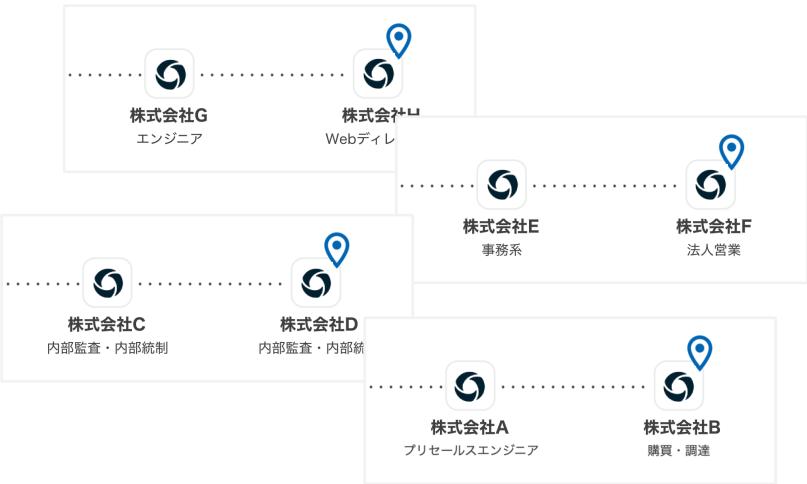 株式会社G
エンジニア
株式会社H
Webディレ
株式会社E
事務系
株式会社F
法人営業
株式会社C
内部監査・内部統制
株式会社D
内部監査・内部統
株式会社A
プリセールスエンジニア
株式会社B
購買・調達